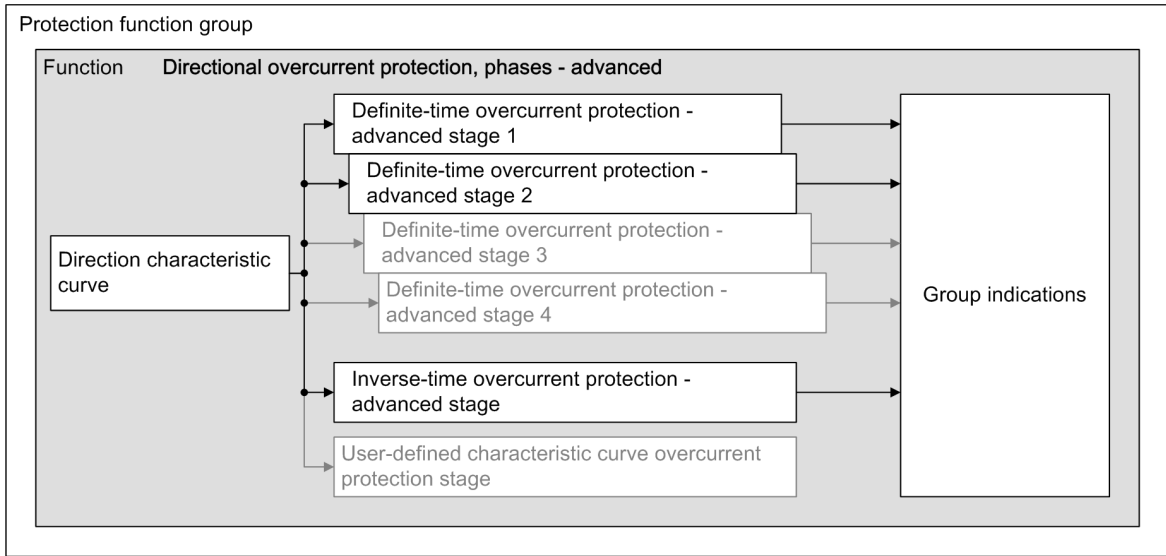 Protection function group
Function Directional overcurrent protection, phases - advanced
Definite-time overcurrent protection -
advanced stage 1
Definite-time overcurrent protection -
advanced stage 2
Definite-time overcurrent protection -
advanced stage 3
Direction characteristic
curve
Definite-time overcurrent protection -
advanced stage 4
Group indications
Inverse-time overcurrent protection -
advanced stage
User-defined characteristic curve overcurrent
protection stage